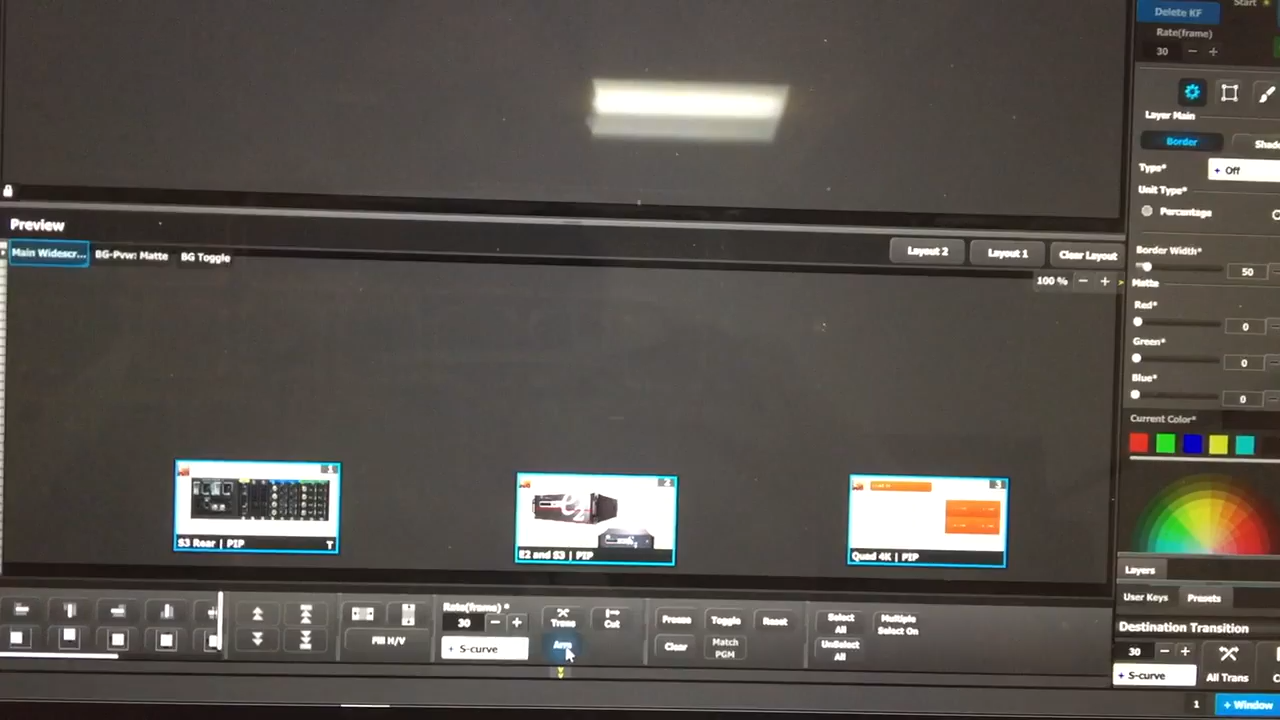 Start
Delete KF
Rate(frame)
30 − +
Layer Main
Border
Type*
+ Off
Unit Type*
Percentage
Preview
Main Widescr... BG-Pvw: Matte BG Toggle
Layout 2 Layout 1 Clear Layout
100 % − +
Border Width*
50
Matte
Red*
0
Green*
0
Blue*
0
Current Color*
1
S3 Rear | PIP T
2
E2 and S3 | PIP
3
Quad 4K | PIP
Layers
User Keys Presets
Destination Transition
30 − +
+ S-curve
All Trans
Fill H/V
Rate(frame) *
30 − +
+ S-curve
Trans
Cut
Arm
Freeze Toggle Reset
Clear Match PGM
Select All
Multiple Select On
UnSelect All
1 + Window